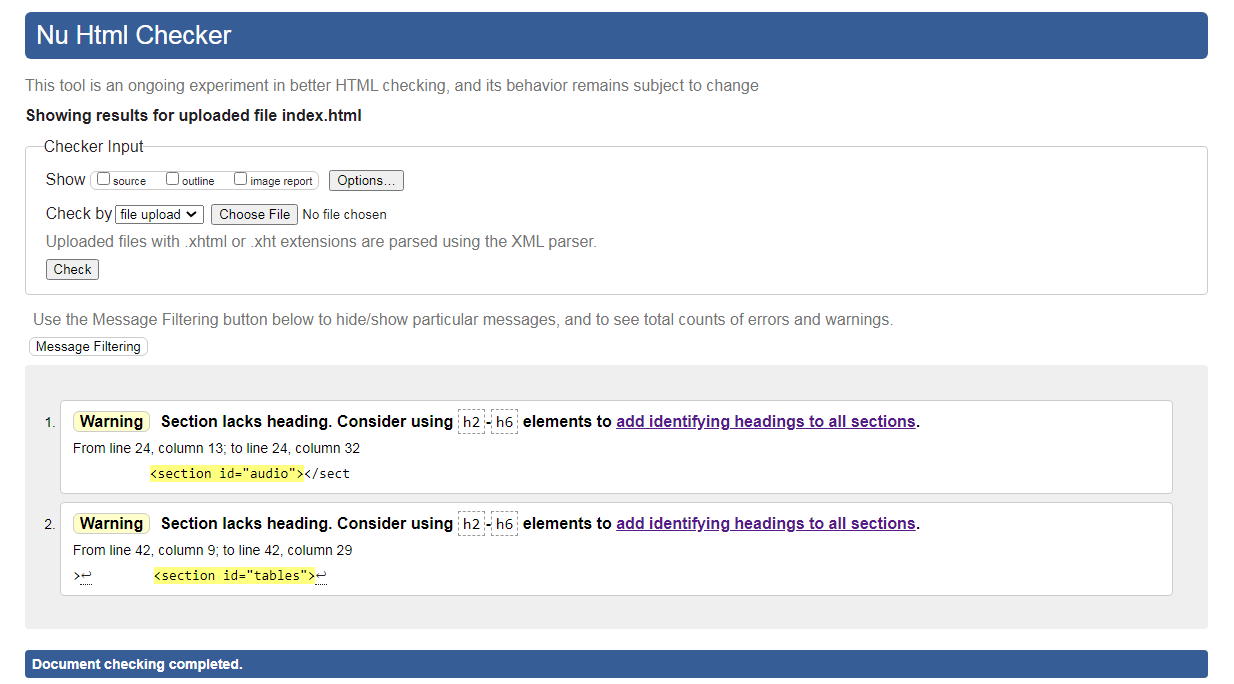 Nu Html Checker
This tool is an ongoing experiment in better HTML checking, and its behavior remains subject to change
Showing results for uploaded file index.html
Checker Input
Show source outline image report Options...
Check by file upload Choose File No file chosen
Uploaded files with .xhtml or .xht extensions are parsed using the XML parser.
Check
Use the Message Filtering button below to hide/show particular messages, and to see total counts of errors and warnings.
Message Filtering
1. Warning Section lacks heading. Consider using h2-h6 elements to add identifying headings to all sections.
From line 24, column 13; to line 24, column 32
<section id="audio"></sect
2. Warning Section lacks heading. Consider using h2-h6 elements to add identifying headings to all sections.
From line 42, column 9; to line 42, column 29
>↩ <section id="tables">↩
Document checking completed.